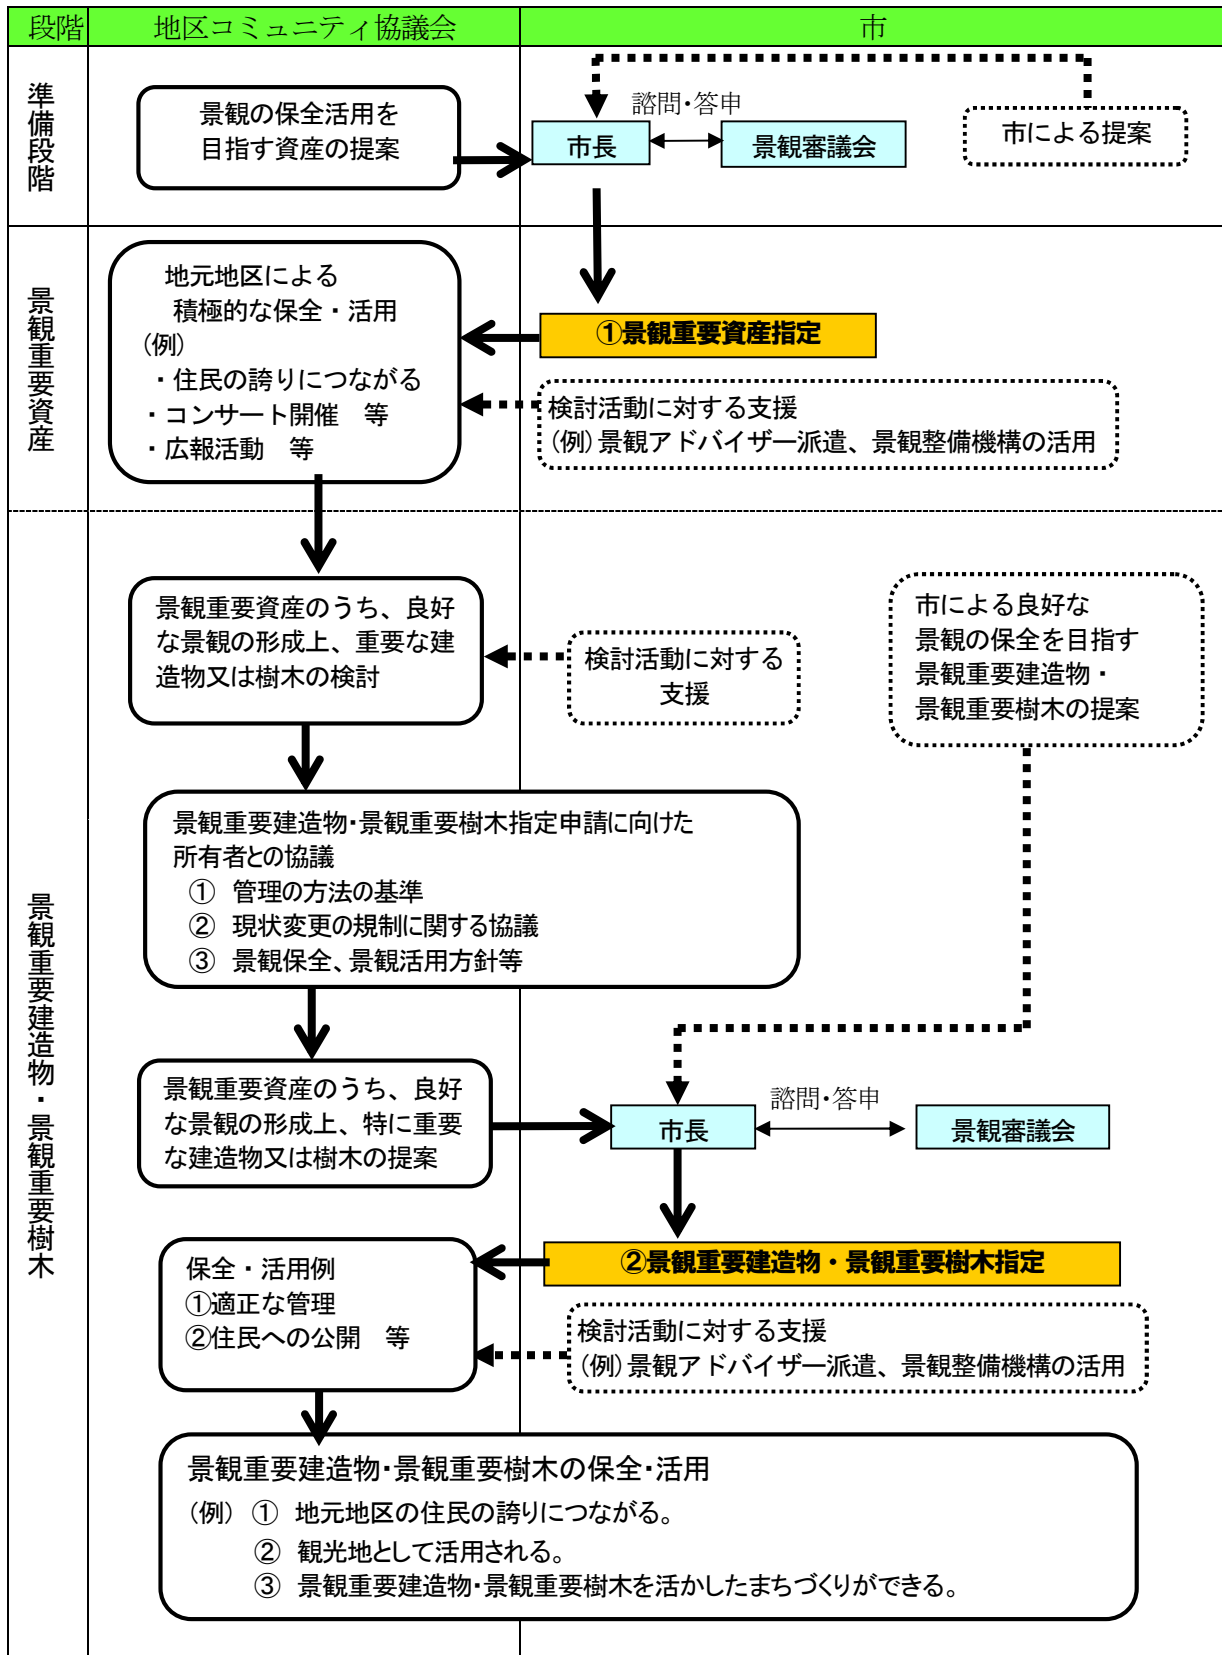 段階
地区コミュニティ協議会
市
準備段階
景観の保全活用を
目指す資産の提案
市長
諮問・答申
景観審議会
市による提案
景観重要資産
地元地区による
積極的な保全・活用
(例)
・住民の誇りにつながる
・コンサート開催　等
・広報活動　等
①景観重要資産指定
検討活動に対する支援
(例)景観アドバイザー派遣、景観整備機構の活用
景観重要建造物・景観重要樹木
景観重要資産のうち、良好
な景観の形成上、重要な建
造物又は樹木の検討
検討活動に対する
支援
市による良好な
景観の保全を目指す
景観重要建造物・
景観重要樹木の提案
景観重要建造物・景観重要樹木指定申請に向けた
所有者との協議
①　管理の方法の基準
②　現状変更の規制に関する協議
③　景観保全、景観活用方針等
景観重要資産のうち、良好
な景観の形成上、特に重要
な建造物又は樹木の提案
市長
諮問・答申
景観審議会
②景観重要建造物・景観重要樹木指定
保全・活用例
①適正な管理
②住民への公開　等
検討活動に対する支援
(例)景観アドバイザー派遣、景観整備機構の活用
景観重要建造物・景観重要樹木の保全・活用
(例)　①　地元地区の住民の誇りにつながる。
②　観光地として活用される。
③　景観重要建造物・景観重要樹木を活かしたまちづくりができる。